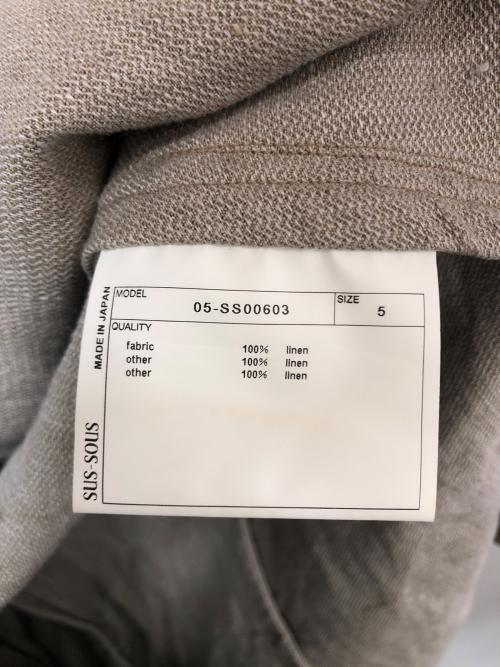 MODEL
05-SS00603
SIZE
5
QUALITY
fabric 100% linen
other 100% linen
other 100% linen
MADE IN JAPAN
SUS-SOUS